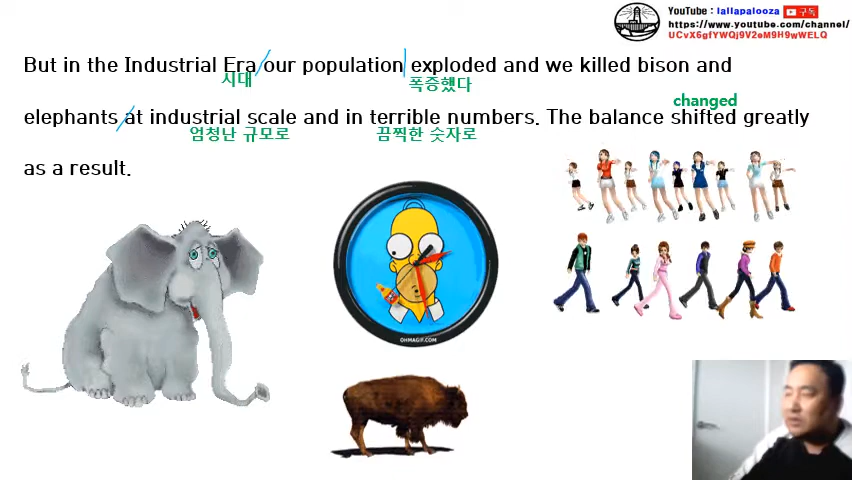 YouTube : lallapalooza 구독
https://www.youtube.com/channel/
UCvX6gfYWQj9V2eM9H9wWELQ
But in the Industrial Era our population exploded and we killed bison and
시대 폭증했다
changed
elephants at industrial scale and in terrible numbers. The balance shifted greatly
엄청난 규모로 끔찍한 숫자로
as a result.
OHMAGIF.COM